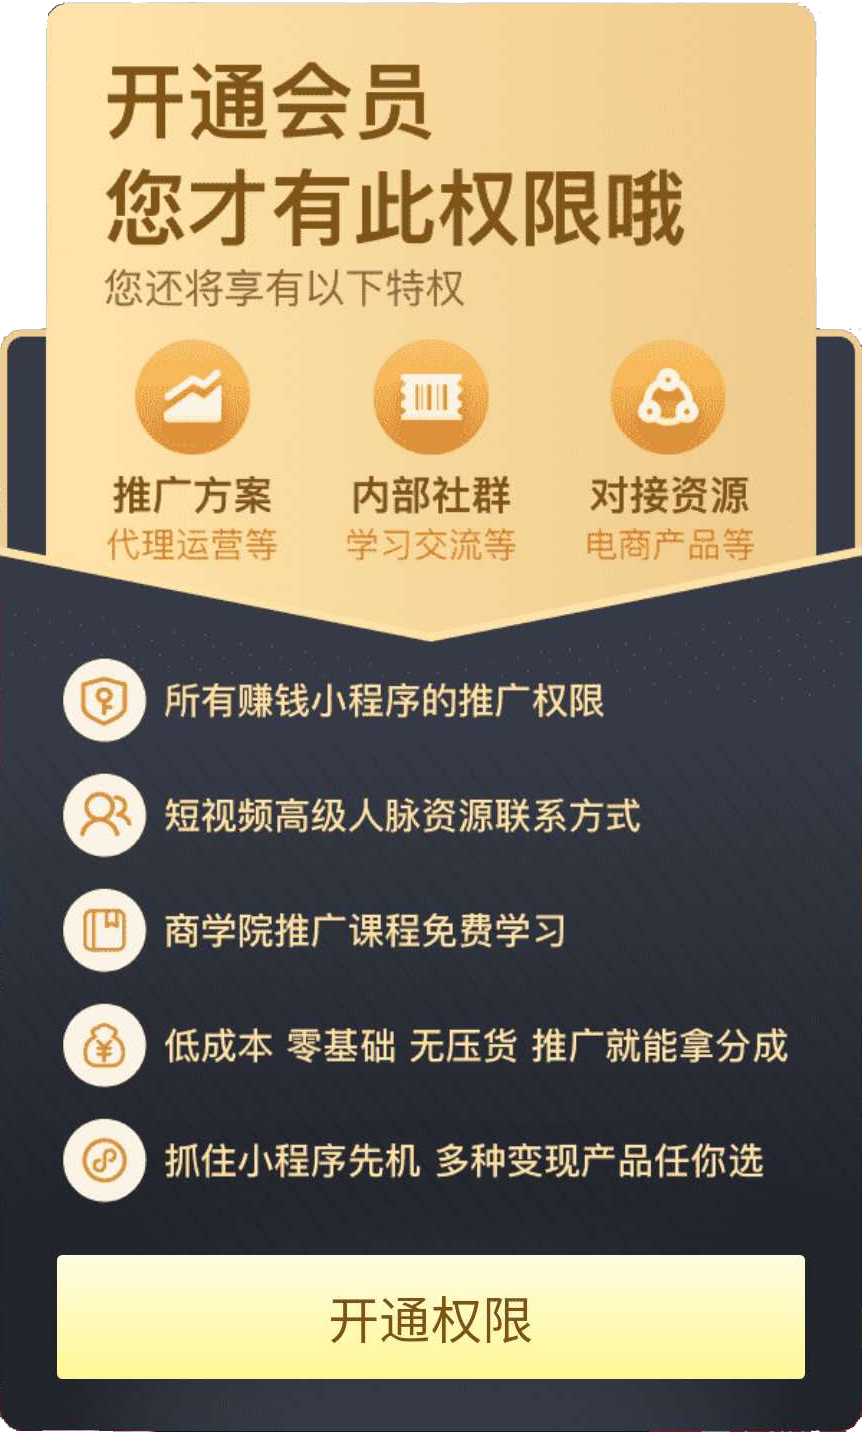 开通会员
您才有此权限哦
您还将享有以下特权
推广方案 内部社群 对接资源
代理运营等 学习交流等 电商产品等
所有赚钱小程序的推广权限
短视频高级人脉资源联系方式
商学院推广课程免费学习
低成本 零基础 无压货 推广就能拿分成
抓住小程序先机 多种变现产品任你选
开通权限